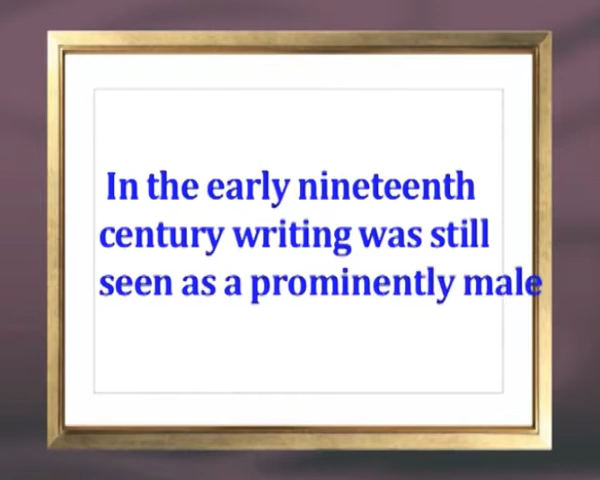 In the early nineteenth
century writing was still
seen as a prominently male